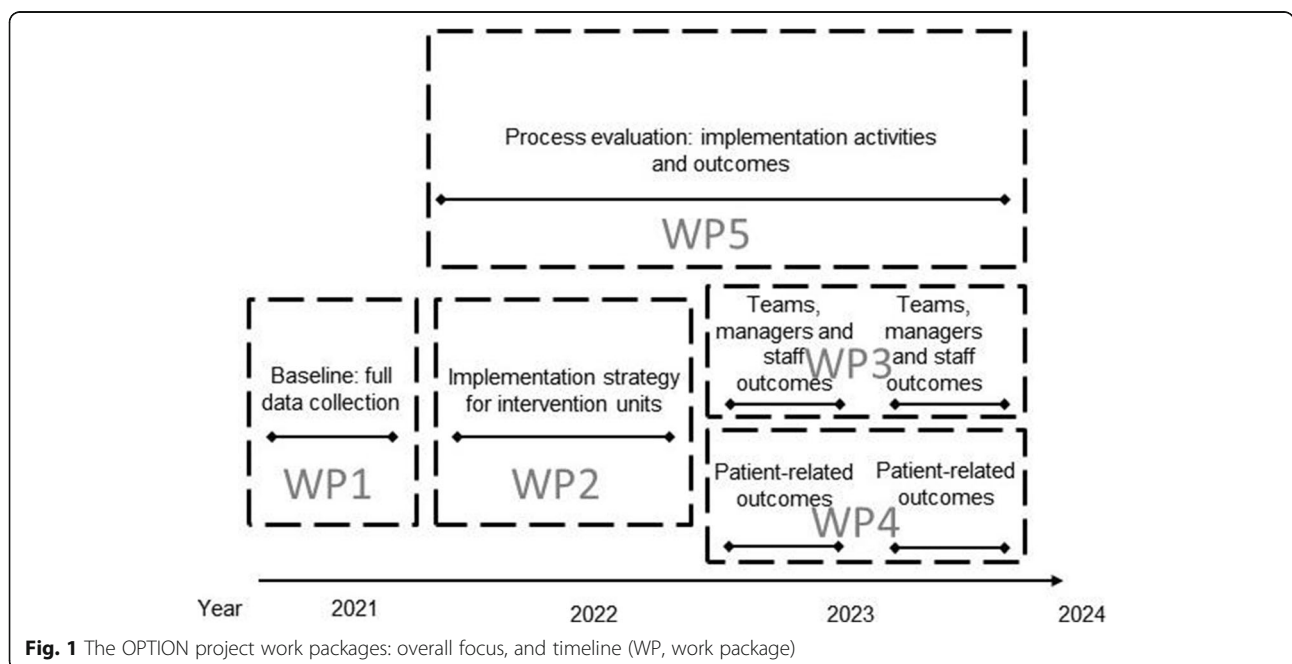 Process evaluation: implementation activities
and outcomes
WP5
Baseline: full
data collection
WP1
Implementation strategy
for intervention units
WP2
Teams,
managers and
staff
outcomes
Teams,
managers
and staff
outcomes
WP3
Patient-related
outcomes
Patient-related
outcomes
WP4
Year 2021 2022 2023 2024
Fig. 1 The OPTION project work packages: overall focus, and timeline (WP, work package)